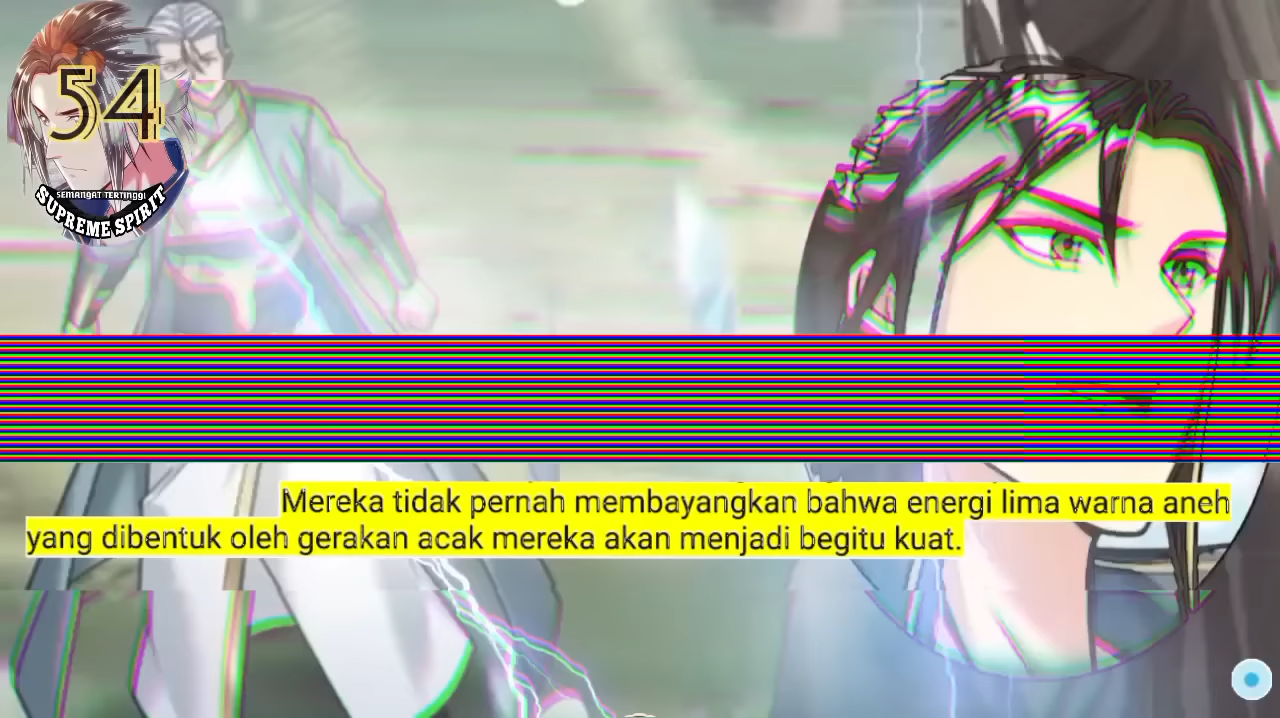 54
SEMANGAT TERTINGGI
SUPREME SPIRIT
Mereka tidak pernah membayangkan bahwa energi lima warna aneh
yang dibentuk oleh gerakan acak mereka akan menjadi begitu kuat.